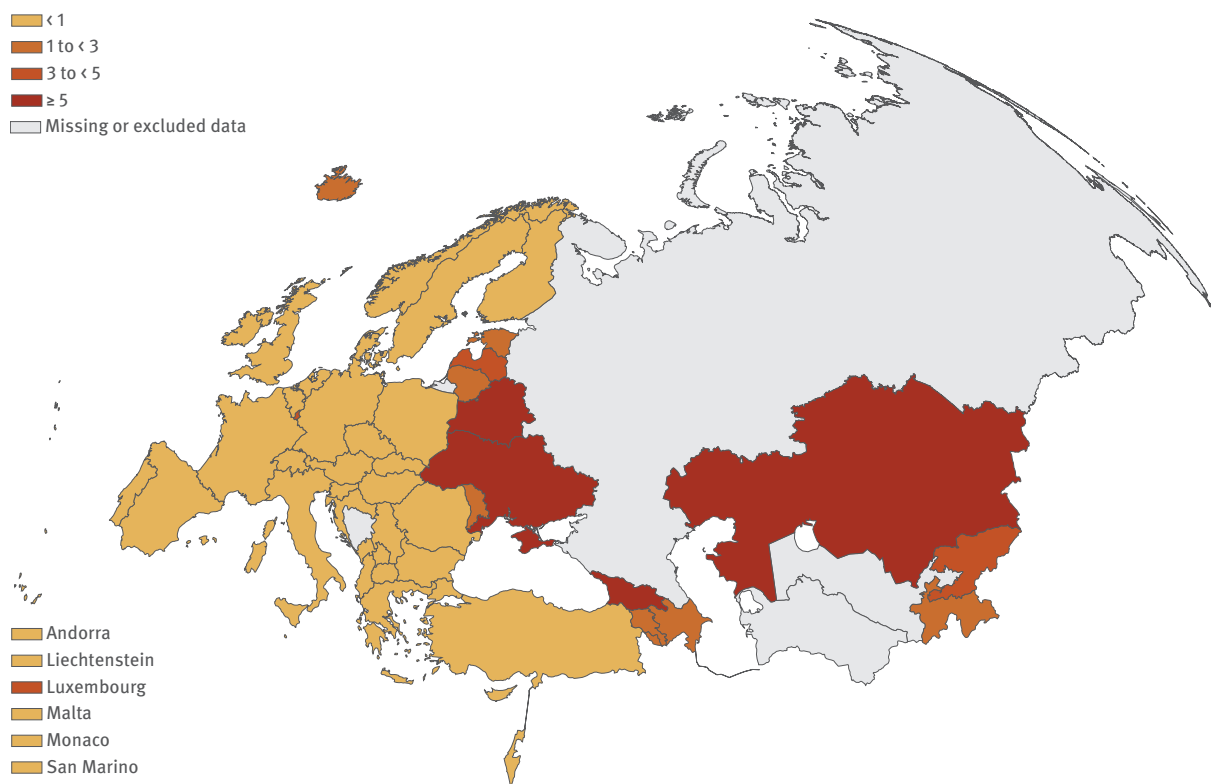 < 1
1 to < 3
3 to < 5
≥ 5
Missing or excluded data
Andorra
Liechtenstein
Luxembourg
Malta
Monaco
San Marino